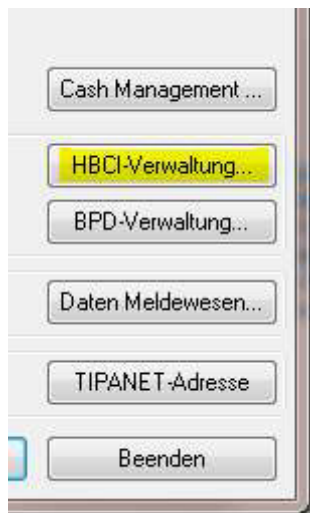 Cash Management ...
HBCI-Verwaltung...
BPD-Verwaltung...
Daten Meldewesen...
TIPANET-Adresse
Beenden